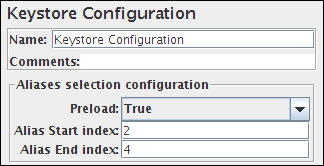 Keystore Configuration
Name: Keystore Configuration
Comments:
Aliases selection configuration
Preload: True
Alias Start index: 2
Alias End index: 4